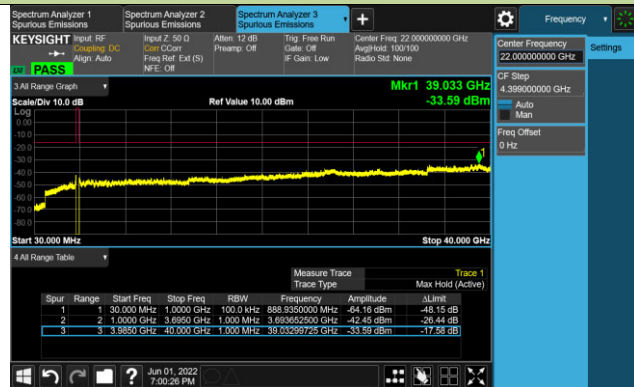 Spectrum Analyzer 1
Spurious Emissions
Spectrum Analyzer 2
Spurious Emissions
Spectrum Analyzer 3
Spurious Emissions
Frequency
KEYSIGHT
Input: RF
Coupling: DC
Align: Auto
Input Z: 50 Ω
Corr CCorr
Freq Ref: Ext (S)
NFE: Off
Atten: 12 dB
Preamp: Off
Trig: Free Run
Gate: Off
IF Gain: Low
Center Freq: 22.000000000 GHz
Avg|Hold: 100/100
Radio Std: None
PASS
Center Frequency
22.000000000 GHz
Settings
CF Step
4.399000000 GHz
Auto
Man
Freq Offset
0 Hz
3 All Range Graph
Mkr1 39.033 GHz
-33.59 dBm
Scale/Div 10.0 dB
Ref Value 10.00 dBm
Log
0.00
-10.0
-20.0
-30.0
-40.0
-50.0
-60.0
-70.0
-80.0
1
Start 30.000 MHz
Stop 40.000 GHz
4 All Range Table
Measure Trace Trace 1
Trace Type Max Hold (Active)
Spur Range Start Freq Stop Freq RBW Frequency Amplitude ΔLimit
1 1 30.000 MHz 1.0000 GHz 100.0 kHz 888.9350000 MHz -64.16 dBm -48.15 dB
2 2 1.0000 GHz 3.6950 GHz 1.000 MHz 3.693652500 GHz -42.45 dBm -26.44 dB
3 3 3.9850 GHz 40.000 GHz 1.000 MHz 39.03299725 GHz -33.59 dBm -17.58 dB
Jun 01, 2022
7:00:26 PM